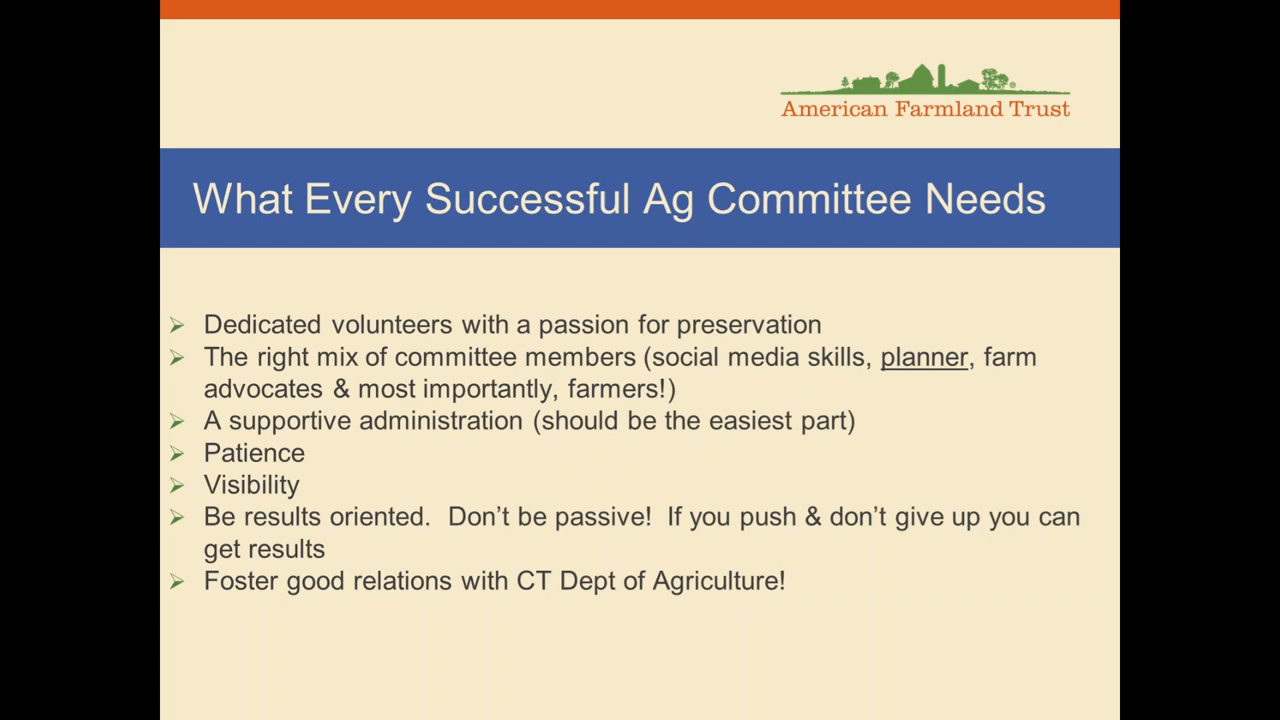 American Farmland Trust
What Every Successful Ag Committee Needs
➢ Dedicated volunteers with a passion for preservation
➢ The right mix of committee members (social media skills, planner, farm
advocates & most importantly, farmers!)
➢ A supportive administration (should be the easiest part)
➢ Patience
➢ Visibility
➢ Be results oriented.  Don’t be passive!  If you push & don’t give up you can
get results
➢ Foster good relations with CT Dept of Agriculture!